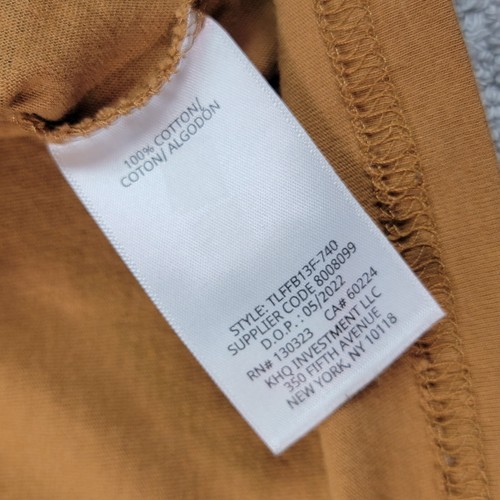 100% COTTON/
COTON/ ALGODÓN
STYLE: TLFFB13F-740
SUPPLIER CODE 8008099
D.O.P. : 05/2022
RN# 130323 CA# 60224
KHQ INVESTMENT LLC
350 FIFTH AVENUE
NEW YORK, NY 10118